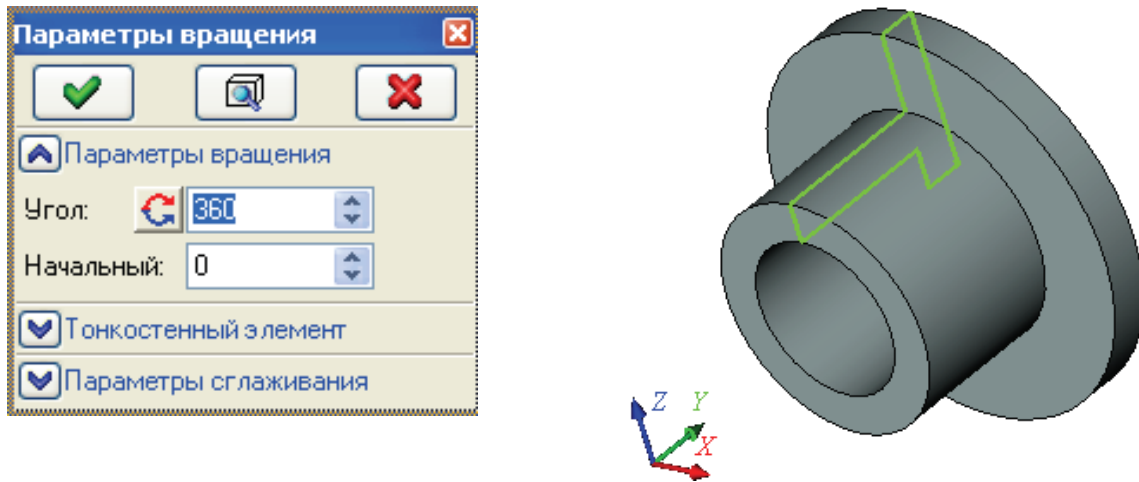 Параметры вращения
Параметры вращения
Угол: 360
Начальный: 0
Тонкостенный элемент
Параметры сглаживания
Z Y
X